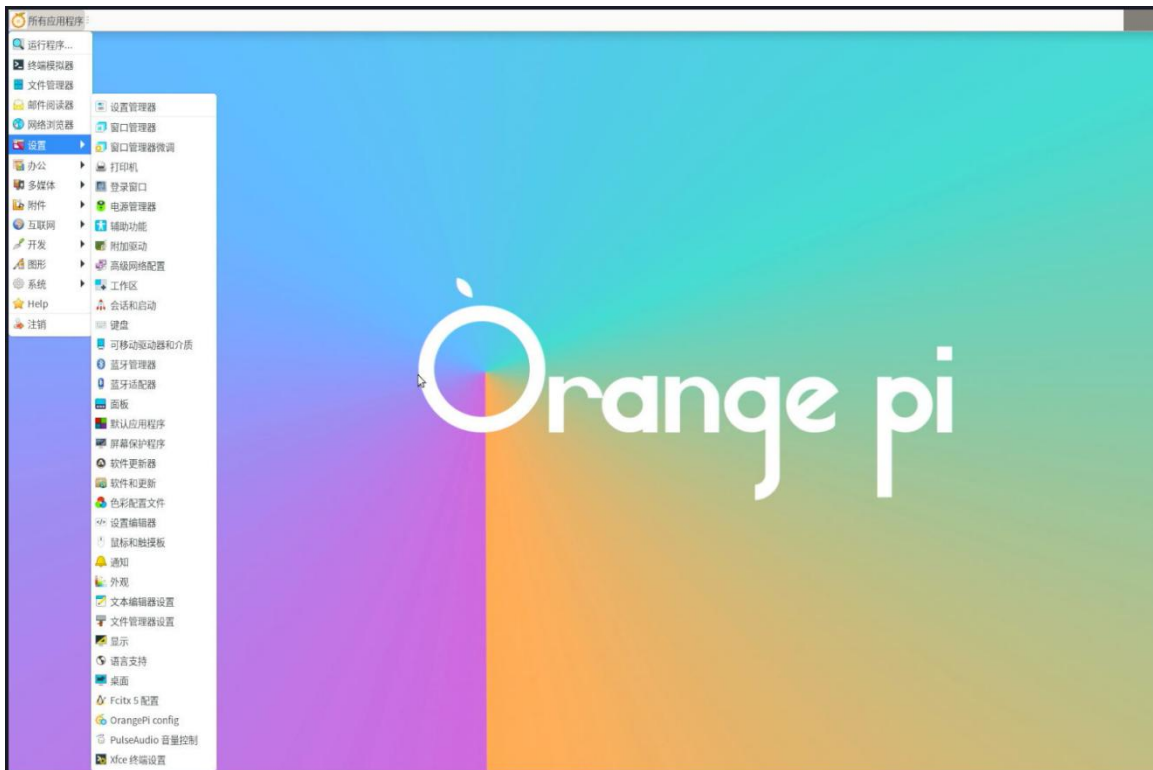 所有应用程序
运行程序...
终端模拟器
文件管理器
邮件阅读器
网络浏览器
设置
办公
多媒体
附件
互联网
开发
图形
系统
Help
注销
设置管理器
窗口管理器
窗口管理器微调
打印机
登录窗口
电源管理器
辅助功能
附加驱动
高级网络配置
工作区
会话和启动
键盘
可移动驱动器和介质
蓝牙管理器
蓝牙适配器
面板
默认应用程序
屏幕保护程序
软件更新器
软件和更新
色彩配置文件
设置编辑器
鼠标和触摸板
通知
外观
文本编辑器设置
文件管理器设置
显示
语言支持
桌面
Fcitx 5 配置
OrangePi config
PulseAudio 音量控制
Xfce 终端设置
Orange pi